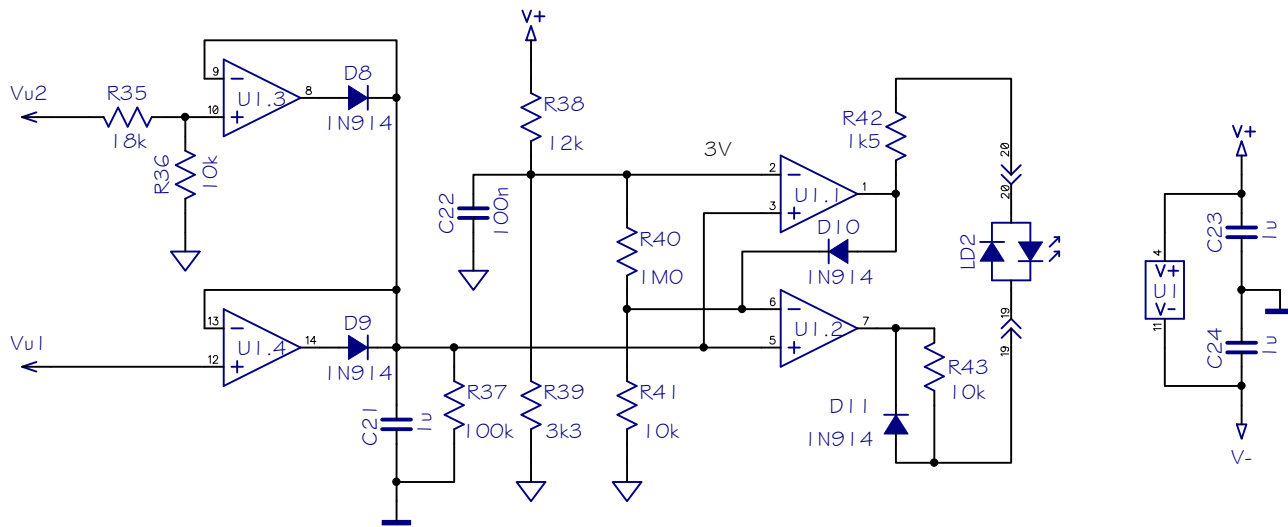 Vu2
R35
18k
R36
10k
9
10
U1.3
8
D8
1N914
Vu1
13
12
U1.4
14
D9
1N914
C21
1u
R37
100k
V+
R38
12k
C22
100n
R39
3k3
3V
R40
1M0
R41
10k
2
3
U1.1
1
D10
1N914
6
5
U1.2
7
R42
1k5
D11
1N914
R43
10k
20
20
LD2
19
19
V+
4
V+
U1
V-
11
C23
1u
C24
1u
V-